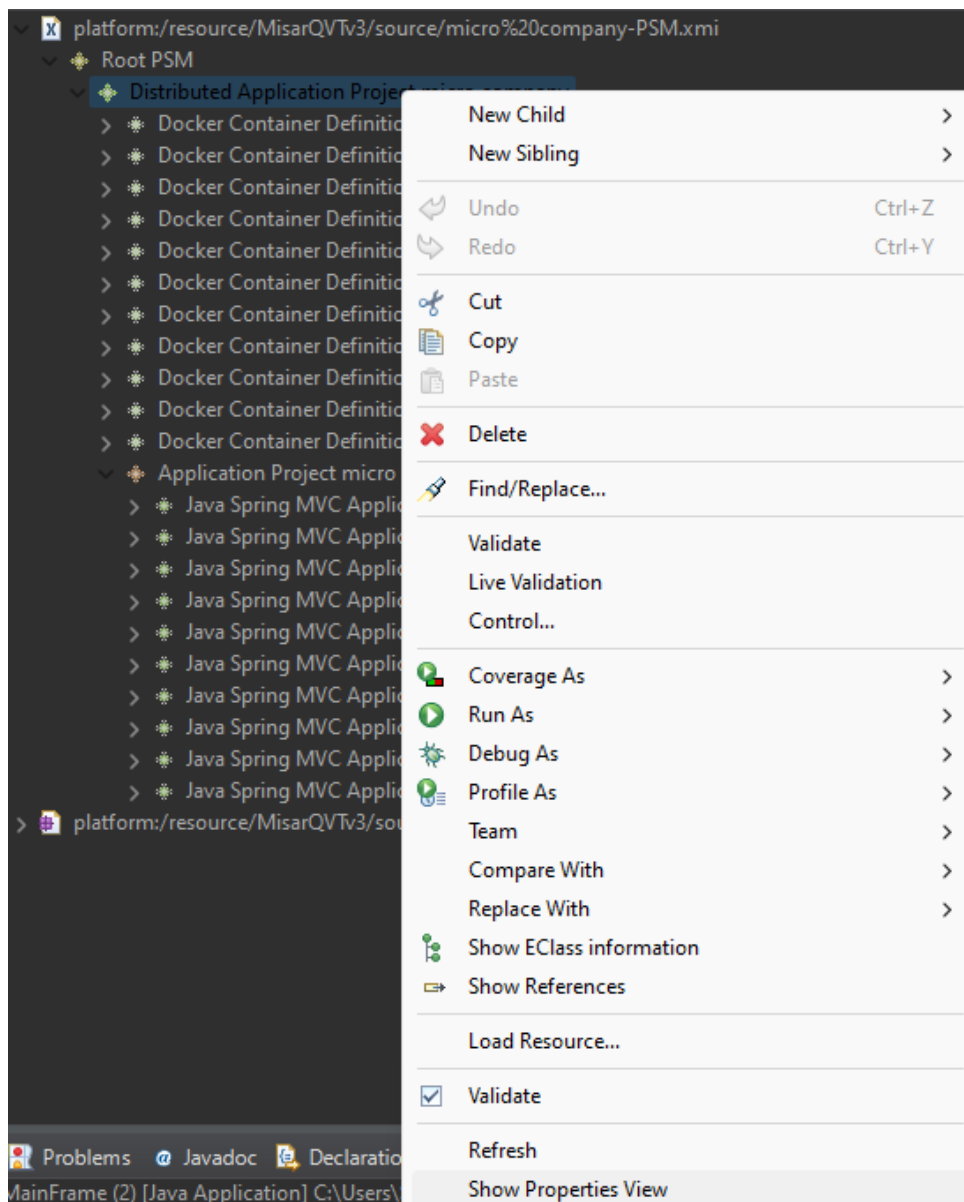 platform:/resource/MisarQVTv3/source/micro%20company-PSM.xmi
Root PSM
Distributed Application Project micro-company
Docker Container Definitio
Docker Container Definitio
Docker Container Definitio
Docker Container Definitio
Docker Container Definitio
Docker Container Definitio
Docker Container Definitio
Docker Container Definitio
Docker Container Definitio
Docker Container Definitio
Docker Container Definitio
Application Project micro
Java Spring MVC Applic
Java Spring MVC Applic
Java Spring MVC Applic
Java Spring MVC Applic
Java Spring MVC Applic
Java Spring MVC Applic
Java Spring MVC Applic
Java Spring MVC Applic
Java Spring MVC Applic
Java Spring MVC Applic
platform:/resource/MisarQVTv3/sou
New Child
New Sibling
Undo Ctrl+Z
Redo Ctrl+Y
Cut
Copy
Paste
Delete
Find/Replace...
Validate
Live Validation
Control...
Coverage As
Run As
Debug As
Profile As
Team
Compare With
Replace With
Show EClass information
Show References
Load Resource...
Validate
Refresh
Show Properties View
Problems @ Javadoc Declaratio
MainFrame (2) [Java Application] C:\Users\